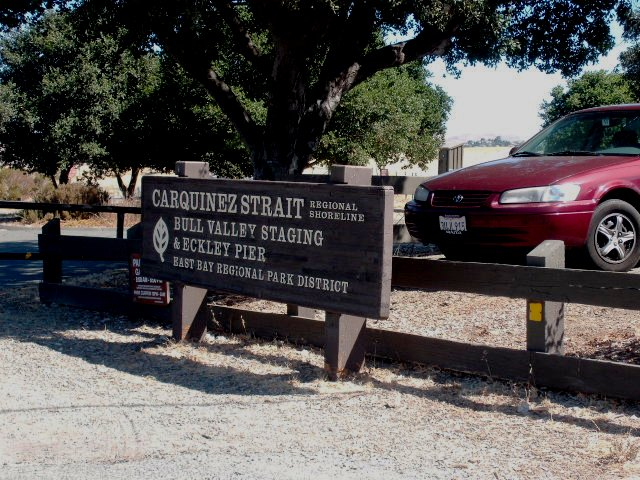 CARQUINEZ STRAIT REGIONAL SHORELINE
BULL VALLEY STAGING
& ECKLEY PIER
EAST BAY REGIONAL PARK DISTRICT